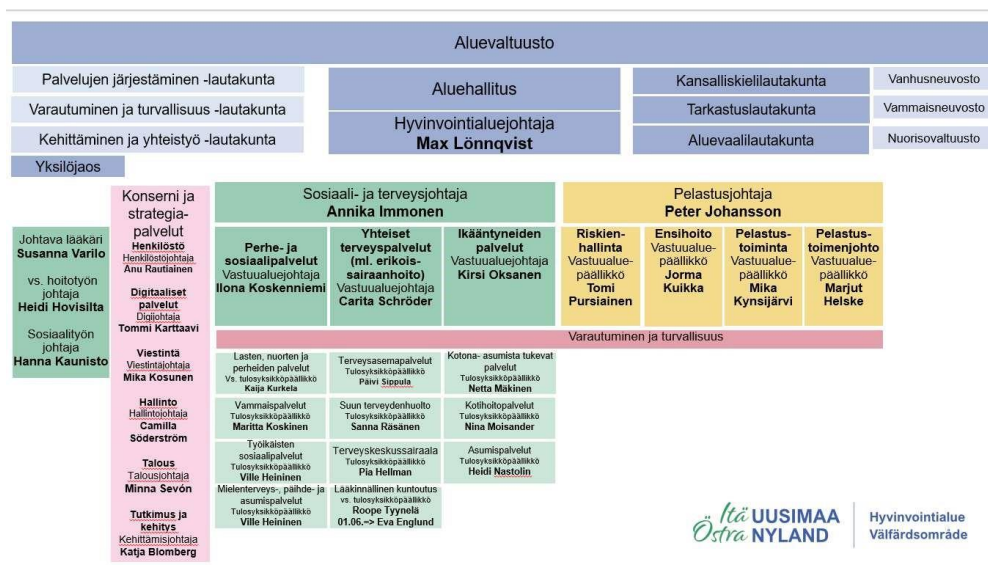 Aluevaltuusto
Palvelujen järjestäminen -lautakunta
Varautuminen ja turvallisuus -lautakunta
Kehittäminen ja yhteistyö -lautakunta
Yksilöjaos
Aluehallitus
Hyvinvointialuejohtaja
Max Lönnqvist
Kansalliskielilautakunta
Tarkastuslautakunta
Aluevaalilautakunta
Vanhusneuvosto
Vammaisneuvosto
Nuorisovaltuusto
Johtava lääkäri
Susanna Varilo
vs. hoitotyön
johtaja
Heidi Hovisilta
Sosiaalityön
johtaja
Hanna Kaunisto
Konserni ja
strategia-
palvelut
Henkilöstö
Henkilöstöjohtaja
Anu Rautiainen
Digitaaliset
palvelut
Digijohtaja
Tommi Karttaavi
Viestintä
Viestintäjohtaja
Mika Kosunen
Hallinto
Hallintojohtaja
Camilla
Söderström
Talous
Talousjohtaja
Minna Sevón
Tutkimus ja
kehitys
Kehittämisjohtaja
Katja Blomberg
Sosiaali- ja terveysjohtaja
Annika Immonen
Perhe- ja
sosiaalipalvelut
Vastuualuejohtaja
Ilona Koskenniemi
Yhteiset
terveyspalvelut
(ml. erikois-
sairaanhoito)
Vastuualuejohtaja
Carita Schröder
Ikääntyneiden
palvelut
Vastuualuejohtaja
Kirsi Oksanen
Pelastusjohtaja
Peter Johansson
Riskien-
hallinta
Vastuualue-
päällikkö
Tomi
Pursiainen
Ensihoito
Vastuualue-
päällikkö
Jorma
Kuikka
Pelastus-
toiminta
Vastuualue-
päällikkö
Mika
Kynsijärvi
Pelastus-
toimenjohto
Vastuualue-
päällikkö
Marjut
Helske
Varautuminen ja turvallisuus
Lasten, nuorten ja
perheiden palvelut
Vs. tulosyksikköpäällikkö
Kaija Kurkela
Terveysasemapalvelut
Tulosyksikköpäällikkö
Päivi Sippula
Kotona- asumista tukevat
palvelut
Tulosyksikköpäällikkö
Netta Mäkinen
Vammaispalvelut
Tulosyksikköpäällikkö
Maritta Koskinen
Suun terveydenhuolto
Tulosyksikköpäällikkö
Sanna Räsänen
Kotihoitopalvelut
Tulosyksikköpäällikkö
Nina Moisander
Työikäisten
sosiaalipalvelut
Tulosyksikköpäällikkö
Ville Heininen
Terveyskeskussairaala
Tulosyksikköpäällikkö
Pia Hellman
Asumispalvelut
Tulosyksikköpäällikkö
Heidi Nastolin
Mielenterveys-, päihde- ja
asumispalvelut
Tulosyksikköpäällikkö
Ville Heininen
Lääkinnällinen kuntoutus
vs. tulosyksikköpäällikkö
Roope Tyynelä
01.06.=> Eva Englund
Itä UUSIMAA
Östra NYLAND
Hyvinvointialue
Välfärdsområde